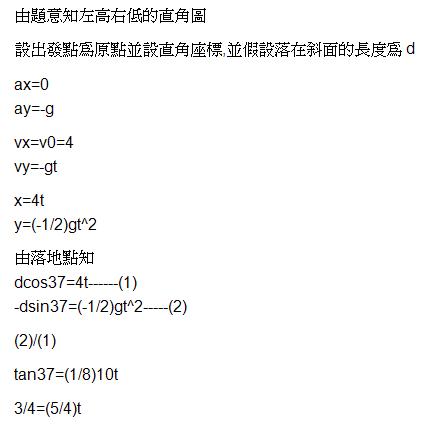 由題意知左高右低的直角圖
設出發點為原點並設直角座標,並假設落在斜面的長度為 d
ax=0
ay=-g
vx=v0=4
vy=-gt
x=4t
y=(-1/2)gt^2
由落地點知
dcos37=4t------(1)
-dsin37=(-1/2)gt^2-----(2)
(2)/(1)
tan37=(1/8)10t
3/4=(5/4)t